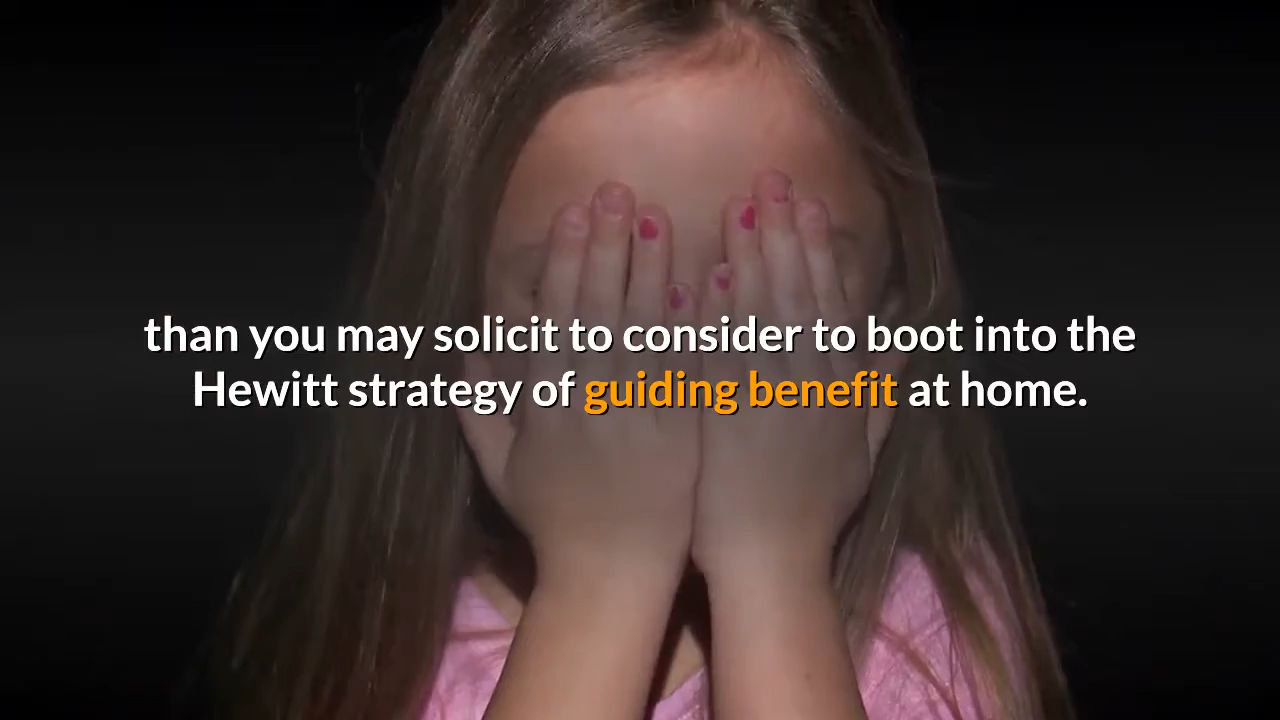 than you may solicit to consider to boot into the
Hewitt strategy of guiding benefit at home.